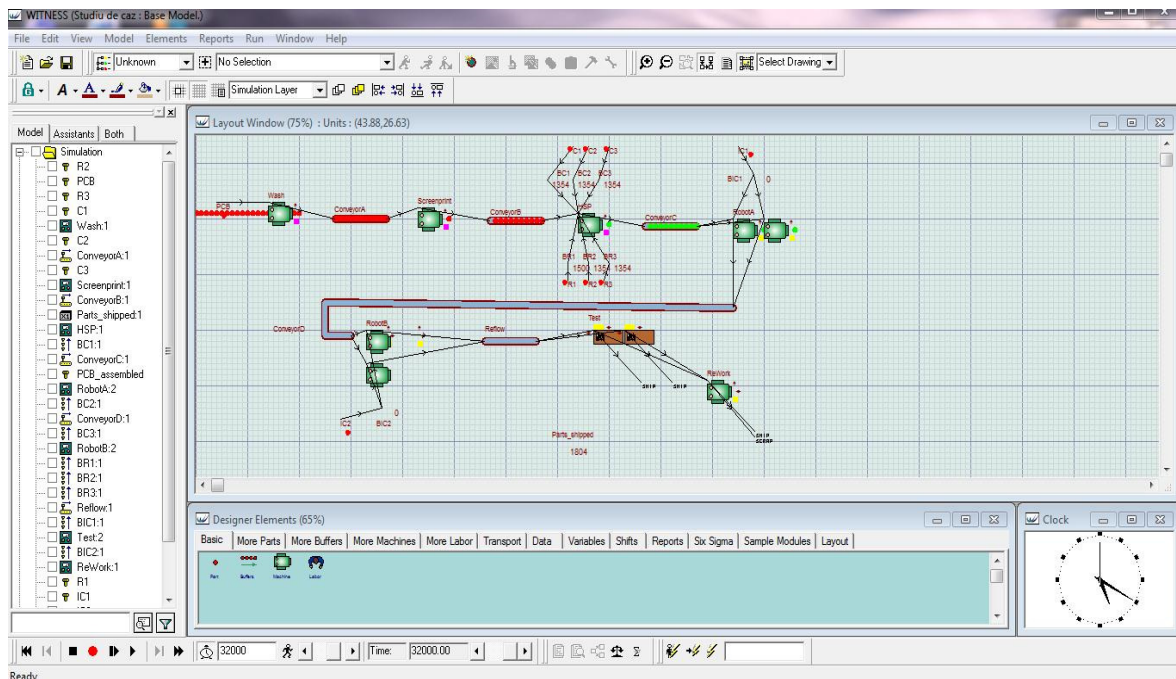 WITNESS (Studiu de caz : Base Model.)
File Edit View Model Elements Reports Run Window Help
Unknown No Selection Select Drawing
A A Simulation Layer
Model Assistants Both
Simulation
R2
PCB
R3
C1
Wash:1
C2
ConveyorA:1
C3
Screenprint:1
ConveyorB:1
Parts_shipped:1
HSP:1
BC1:1
ConveyorC:1
PCB_assembled
RobotA:2
BC2:1
ConveyorD:1
BC3:1
RobotB:2
BR1:1
BR2:1
BR3:1
Reflow:1
BIC1:1
Test:2
BIC2:1
ReWork:1
R1
IC1
Layout Window (75%) : Units : (43.88,26.63)
C1 C2 C3 IC1
BC1 BC2 BC3 BIC1 0
1354 1354 1354
PCB Wash Screenprint
ConveyorA ConveyorB HSP ConveyorC RobotA
BR1 BR2 BR3
1500 1354 1354
R1 R2 R3
ConveyorD RobotB Reflow Test
ReWork
SHIP SHIP
IC2 BIC2 0
Parts_shipped SHIP
SCRAP
1804
Designer Elements (65%)
Basic More Parts More Buffers More Machines More Labor Transport Data Variables Shifts Reports Six Sigma Sample Modules Layout
Part Buffers Machine Labor
Clock
32000 Time: 32000.00
Ready